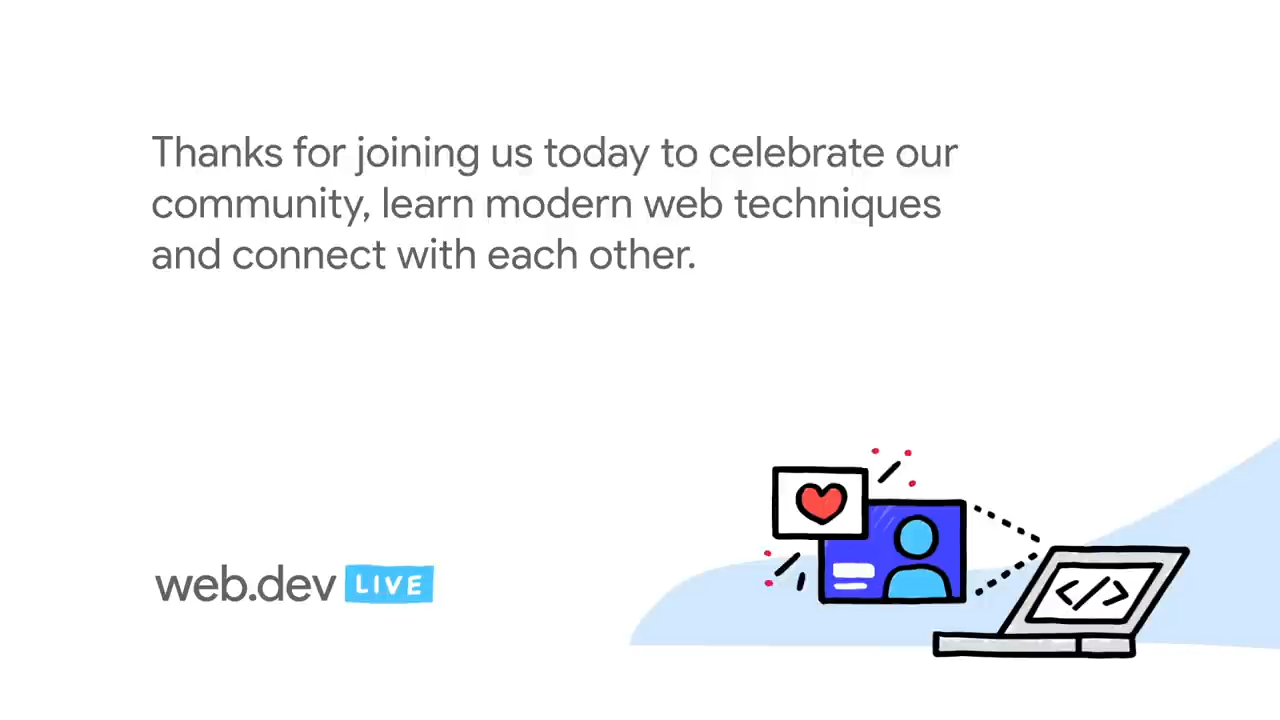 Thanks for joining us today to celebrate our
community, learn modern web techniques
and connect with each other.
web.dev LIVE
</>